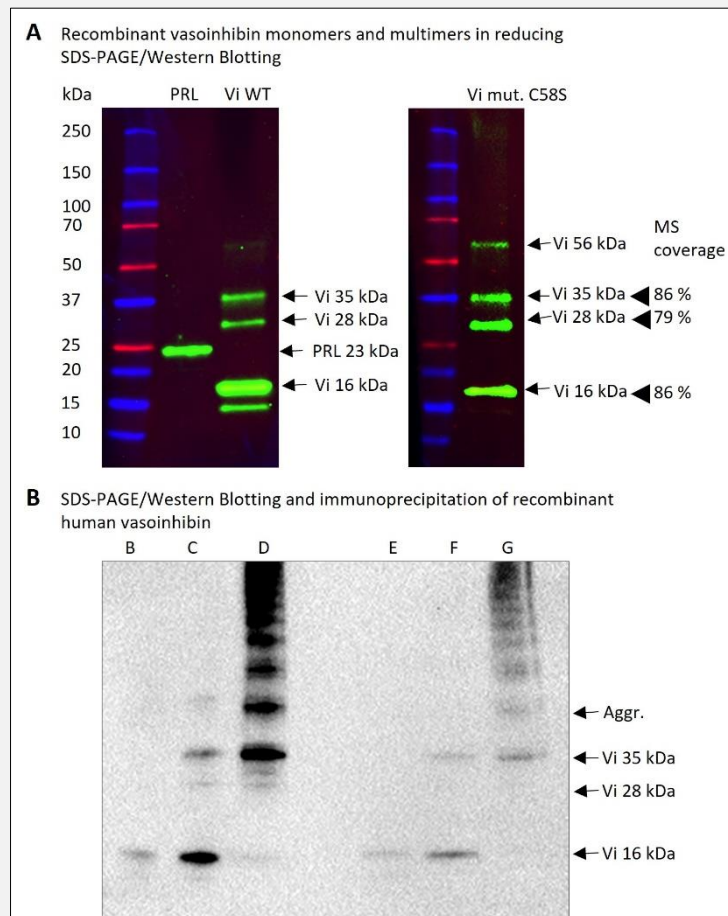 A Recombinant vasoinhibin monomers and multimers in reducing
SDS-PAGE/Western Blotting
kDa PRL Vi WT Vi mut. C58S
250
150
100
70
50
37
25
20
15
10
Vi 35 kDa
Vi 28 kDa
PRL 23 kDa
Vi 16 kDa
MS
coverage
Vi 56 kDa
Vi 35 kDa 86 %
Vi 28 kDa 79 %
Vi 16 kDa 86 %
B SDS-PAGE/Western Blotting and immunoprecipitation of recombinant
human vasoinhibin
B C D E F G
Aggr.
Vi 35 kDa
Vi 28 kDa
Vi 16 kDa